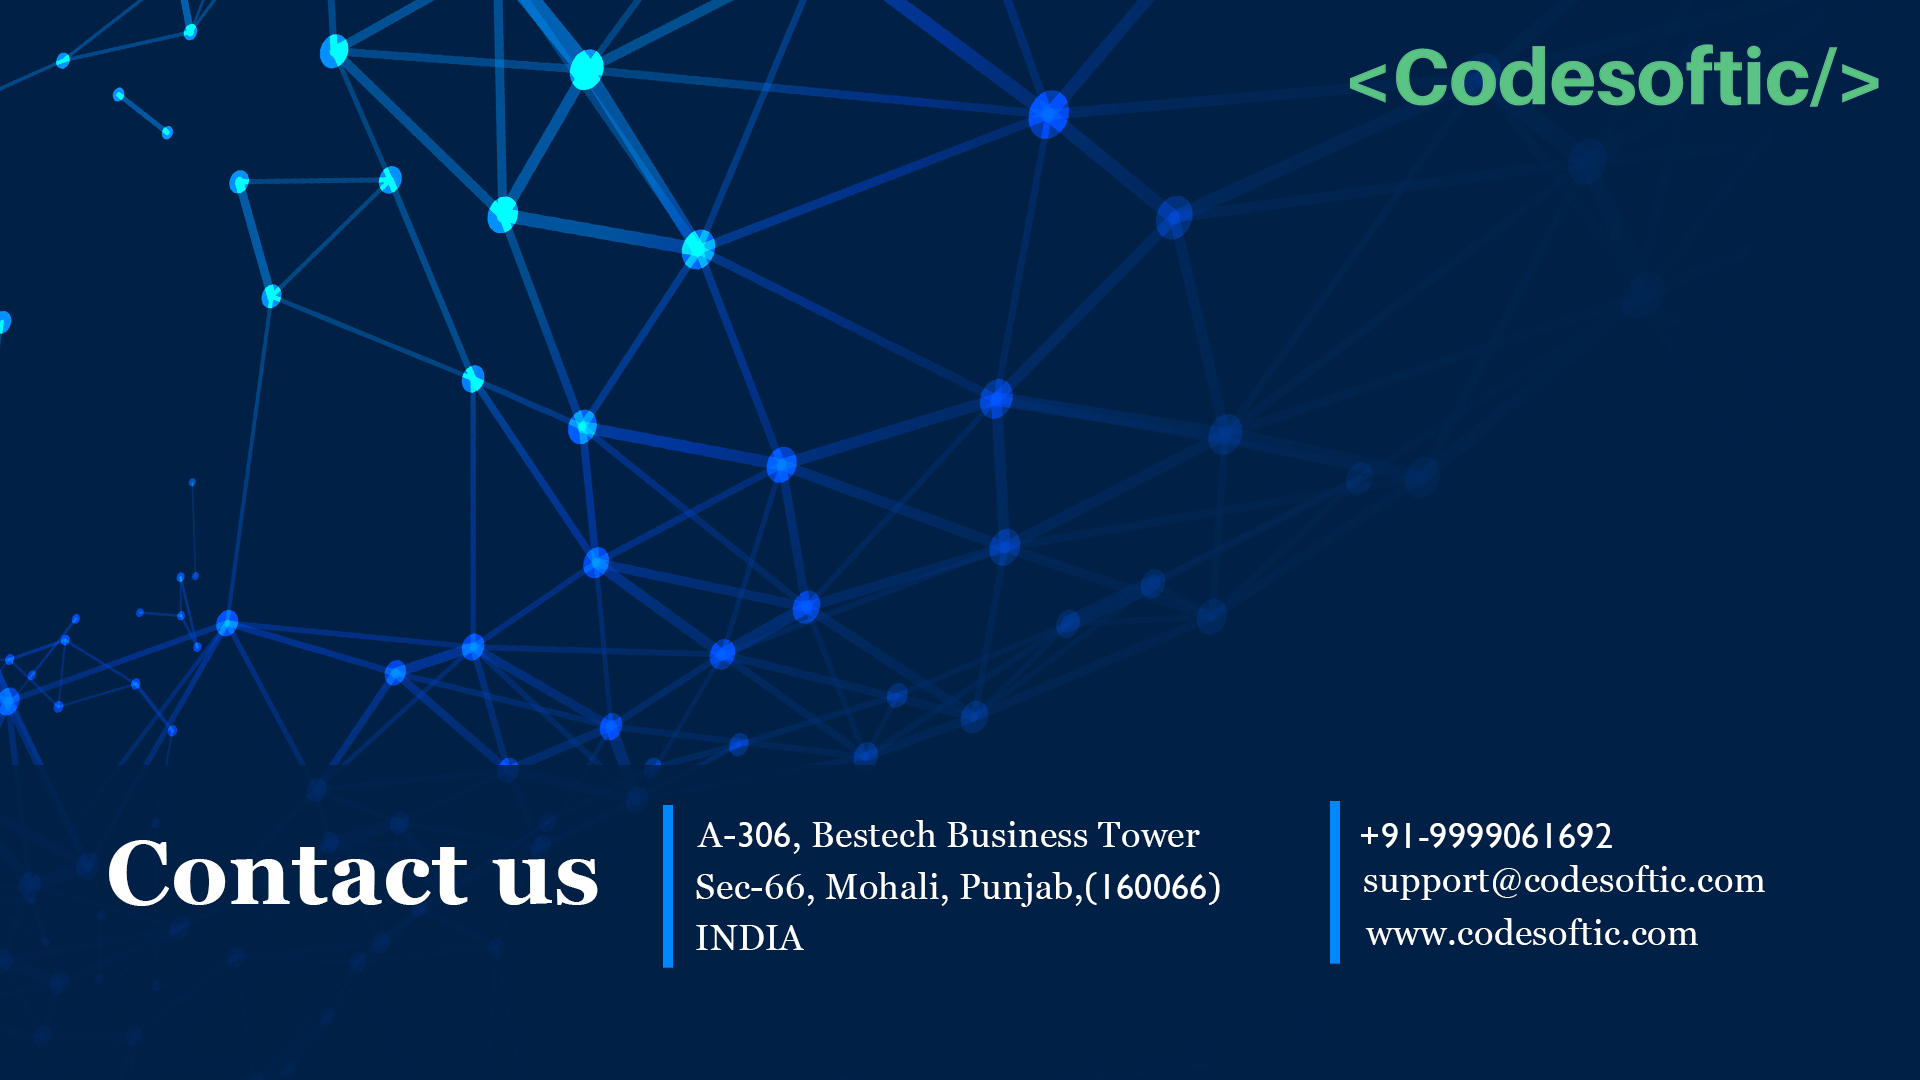 <Codesoftic/>
Contact us
A-306, Bestech Business Tower
Sec-66, Mohali, Punjab,(160066)
INDIA
+91-9999061692
support@codesoftic.com
www.codesoftic.com